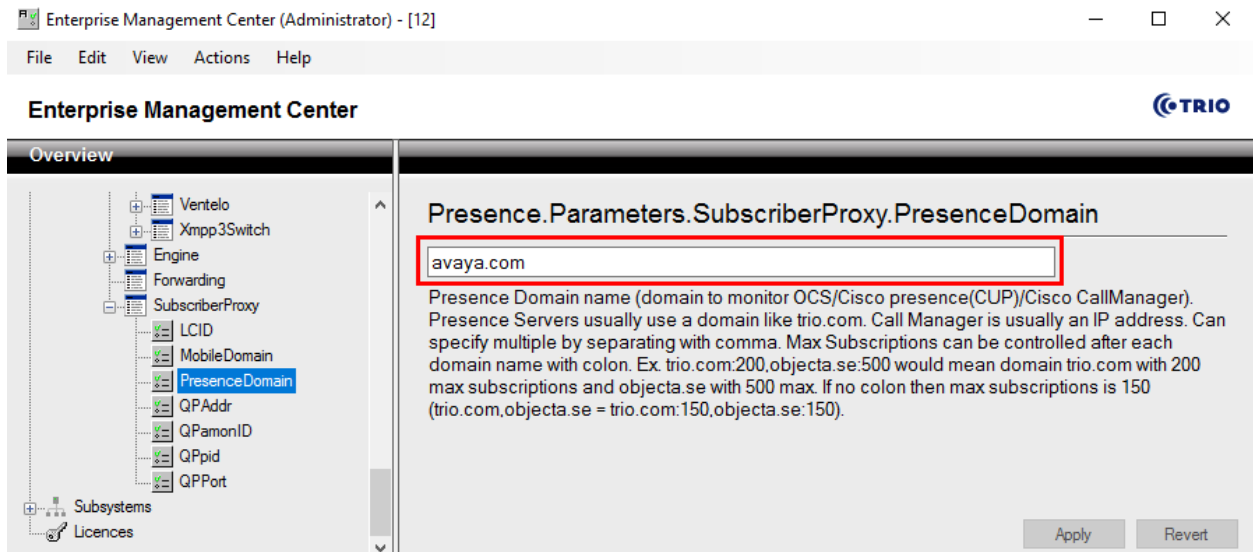 Enterprise Management Center (Administrator) - [12]
File Edit View Actions Help
Enterprise Management Center
TRIO
Overview
Ventelo
Xmpp3Switch
Engine
Forwarding
SubscriberProxy
LCID
MobileDomain
PresenceDomain
QPAddr
QPamonID
QPpid
QPPort
Subsystems
Licences
Presence.Parameters.SubscriberProxy.PresenceDomain
avaya.com
Presence Domain name (domain to monitor OCS/Cisco presence(CUP)/Cisco CallManager).
Presence Servers usually use a domain like trio.com. Call Manager is usually an IP address. Can
specify multiple by separating with comma. Max Subscriptions can be controlled after each
domain name with colon. Ex. trio.com:200,objecta.se:500 would mean domain trio.com with 200
max subscriptions and objecta.se with 500 max. If no colon then max subscriptions is 150
(trio.com,objecta.se = trio.com:150,objecta.se:150).
Apply Revert